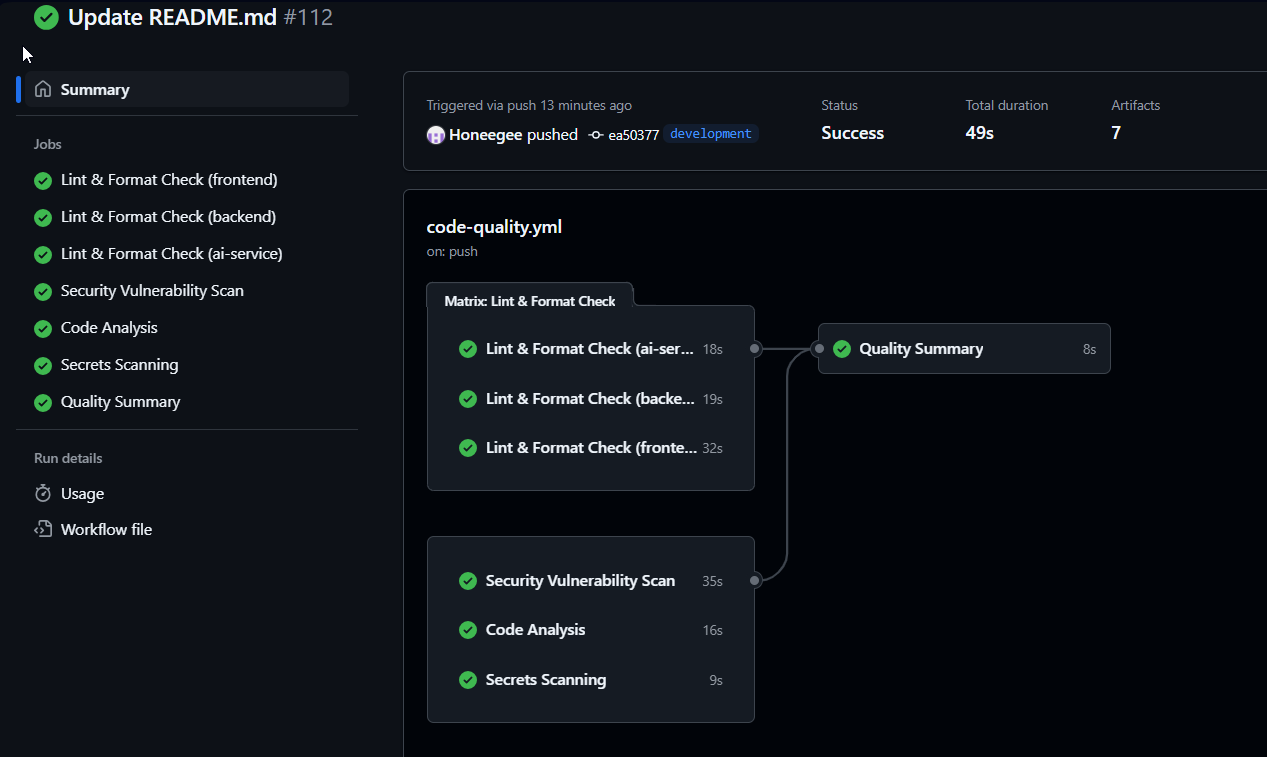 Update README.md #112
Summary
Jobs
Lint & Format Check (frontend)
Lint & Format Check (backend)
Lint & Format Check (ai-service)
Security Vulnerability Scan
Code Analysis
Secrets Scanning
Quality Summary
Run details
Usage
Workflow file
Triggered via push 13 minutes ago
Honeegee pushed ea50377 development
Status
Success
Total duration
49s
Artifacts
7
code-quality.yml
on: push
Matrix: Lint & Format Check
Lint & Format Check (ai-ser... 18s
Lint & Format Check (backe... 19s
Lint & Format Check (fronte... 32s
Quality Summary 8s
Security Vulnerability Scan 35s
Code Analysis 16s
Secrets Scanning 9s